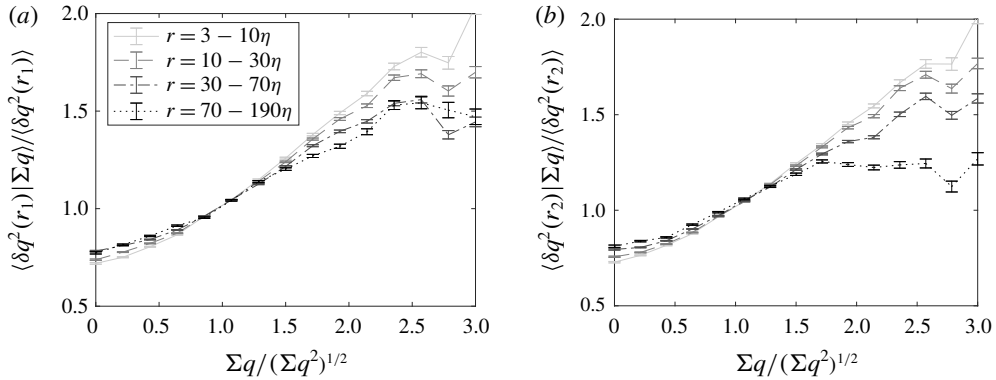 (a)
2.0
1.5
1.0
0.5
⟨δq²(r₁)|Σq⟩/⟨δq²(r₁)⟩
r = 3 – 10η
r = 10 – 30η
r = 30 – 70η
r = 70 – 190η
0 0.5 1.0 1.5 2.0 2.5 3.0
Σq/(Σq²)^{1/2}
(b)
2.0
1.5
1.0
0.5
⟨δq²(r₂)|Σq⟩/⟨δq²(r₂)⟩
0 0.5 1.0 1.5 2.0 2.5 3.0
Σq/(Σq²)^{1/2}